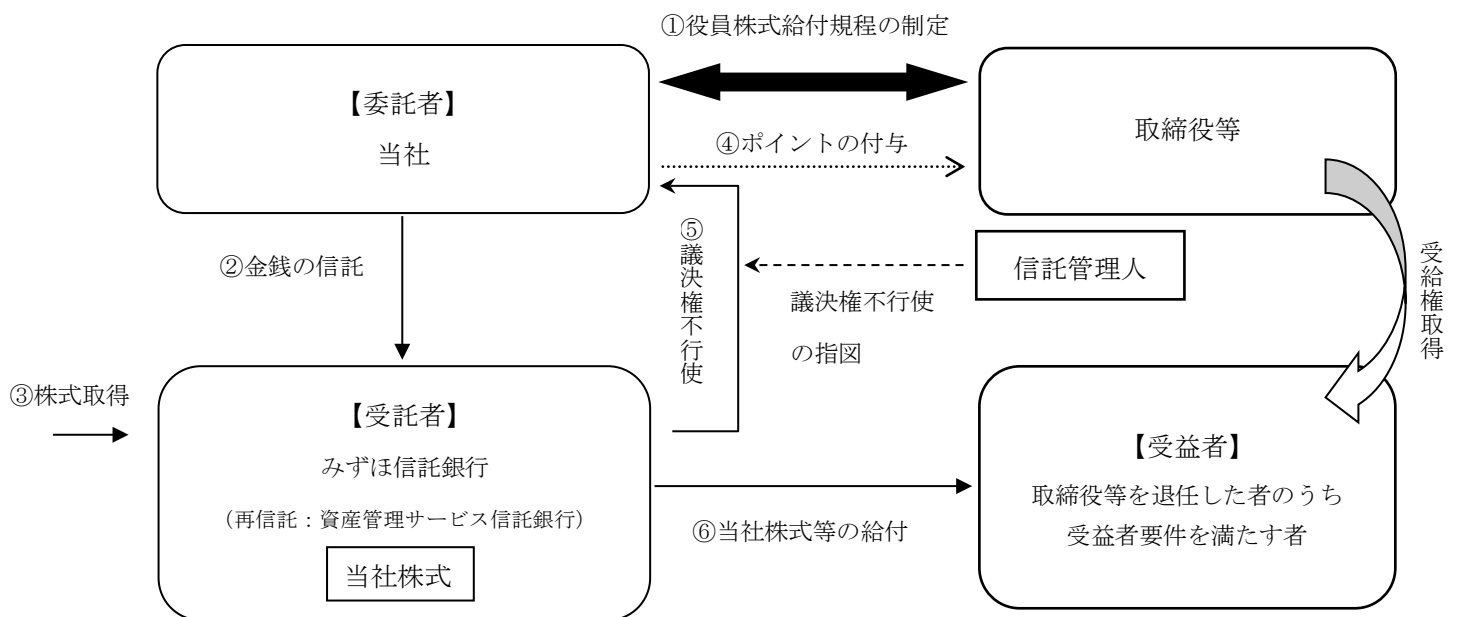 ①役員株式給付規程の制定
【委託者】
当社
取締役等
④ポイントの付与
②金銭の信託
⑤議決権不行使
信託管理人
議決権不行使
の指図
受給権取得
③株式取得
【受託者】
みずほ信託銀行
（再信託：資産管理サービス信託銀行）
当社株式
⑥当社株式等の給付
【受益者】
取締役等を退任した者のうち
受益者要件を満たす者